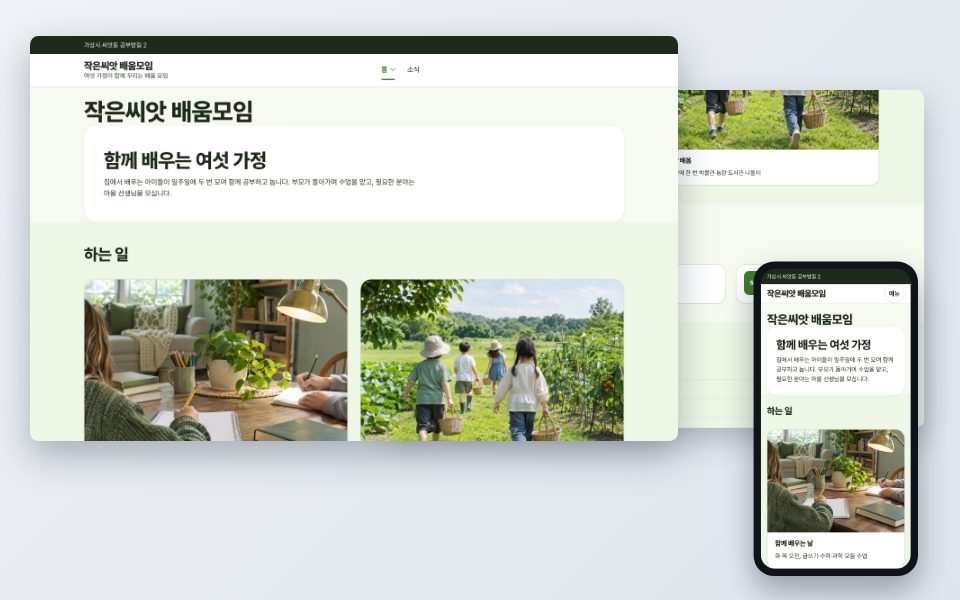 가상시 씨앗동 공부방길 2
작은씨앗 배움모임
여섯 가정이 함께 꾸리는 배움 모임
홈
소식
작은씨앗 배움모임
함께 배우는 여섯 가정
집에서 배우는 아이들이 일주일에 두 번 모여 함께 공부하고 놉니다. 부모가 돌아가며 수업을 맡고, 필요한 분야는
마을 선생님을 모십니다.
하는 일
배움
한 번 박물관·농장·도서관 나들이
가상시 씨앗동 공부방길 2
작은씨앗 배움모임
메뉴
작은씨앗 배움모임
함께 배우는 여섯 가정
집에서 배우는 아이들이 일주일에 두 번 모여 함께
공부하고 놉니다. 부모가 돌아가며 수업을 맡고,
필요한 분야는 마을 선생님을 모십니다.
하는 일
함께 배우는 날
화·목 오전, 글쓰기·수학·과학 모둠 수업